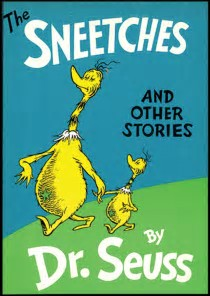 The
SNEETCHES
AND
OTHER
STORIES
By
Dr. Seuss